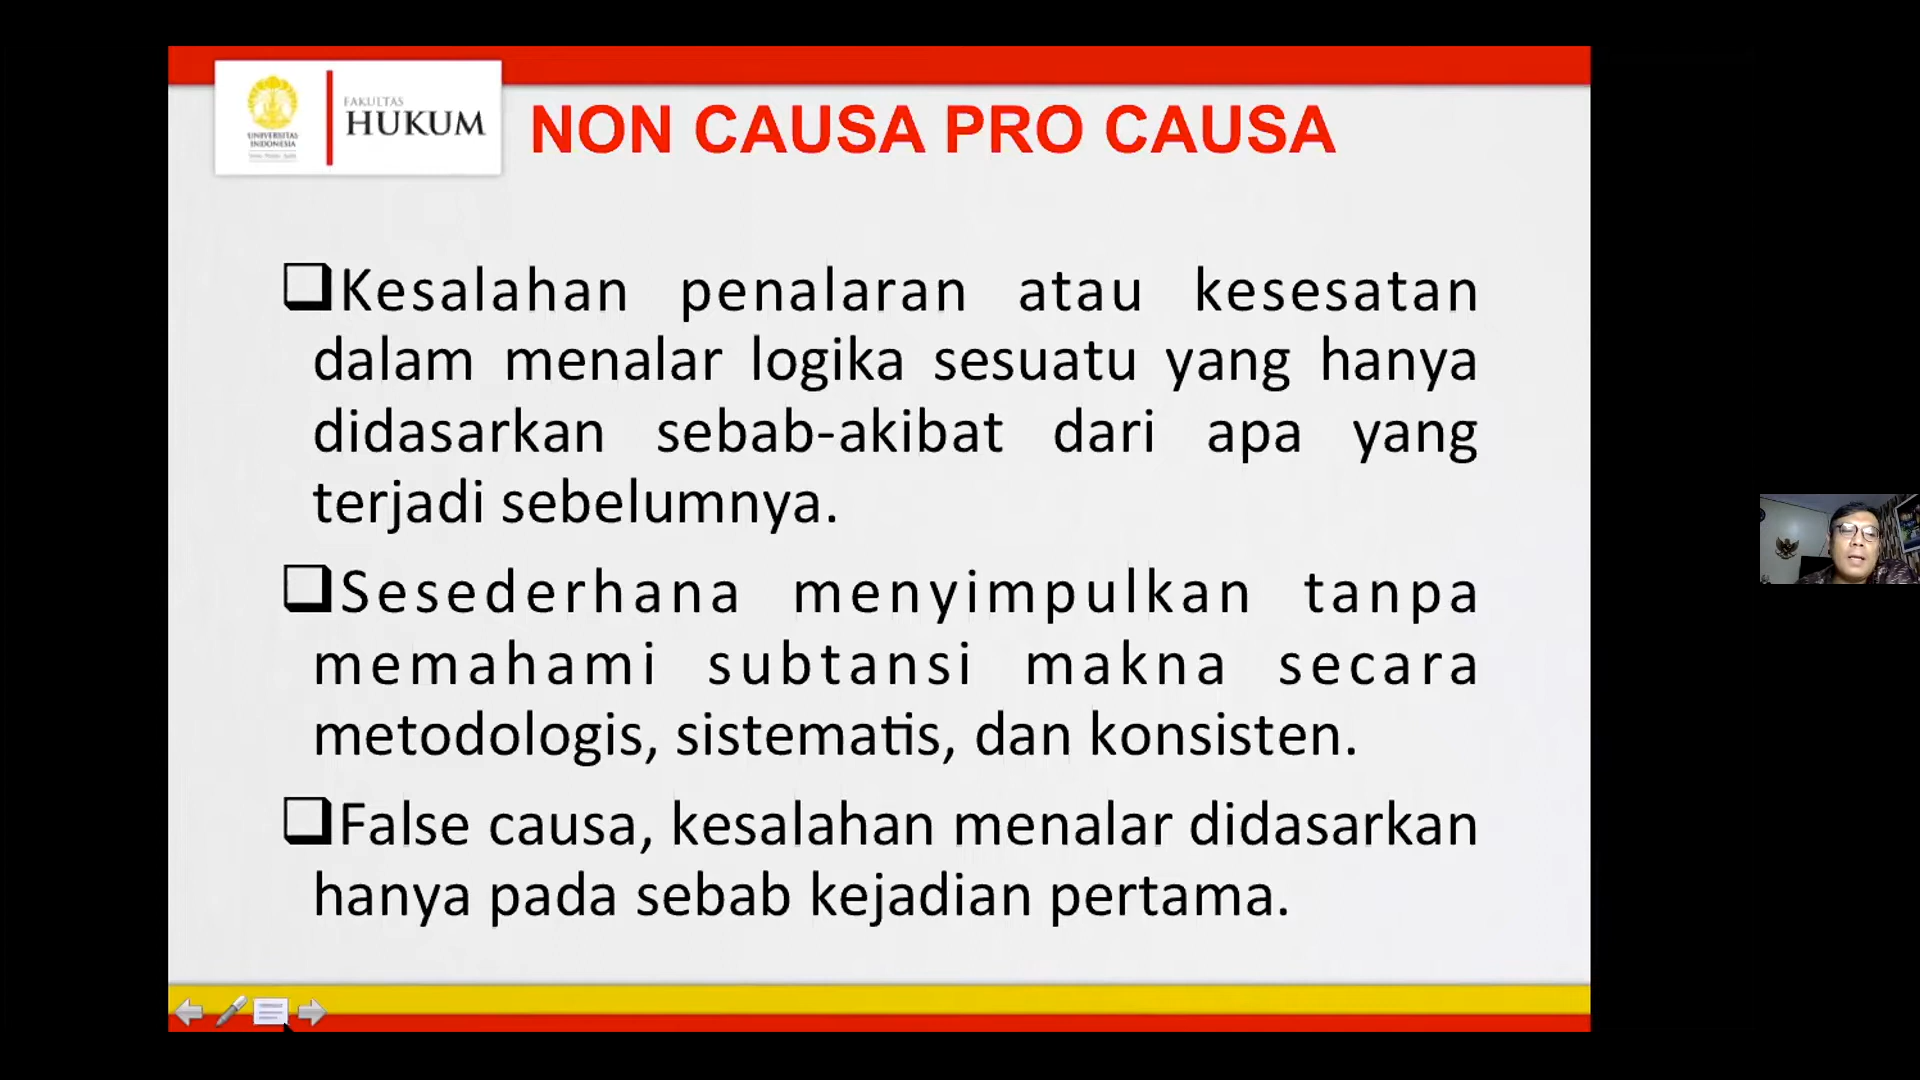 UNIVERSITAS
INDONESIA
FAKULTAS
HUKUM
NON CAUSA PRO CAUSA
Kesalahan penalaran atau kesesatan
dalam menalar logika sesuatu yang hanya
didasarkan sebab-akibat dari apa yang
terjadi sebelumnya.
Sesederhana menyimpulkan tanpa
memahami subtansi makna secara
metodologis, sistematis, dan konsisten.
False causa, kesalahan menalar didasarkan
hanya pada sebab kejadian pertama.